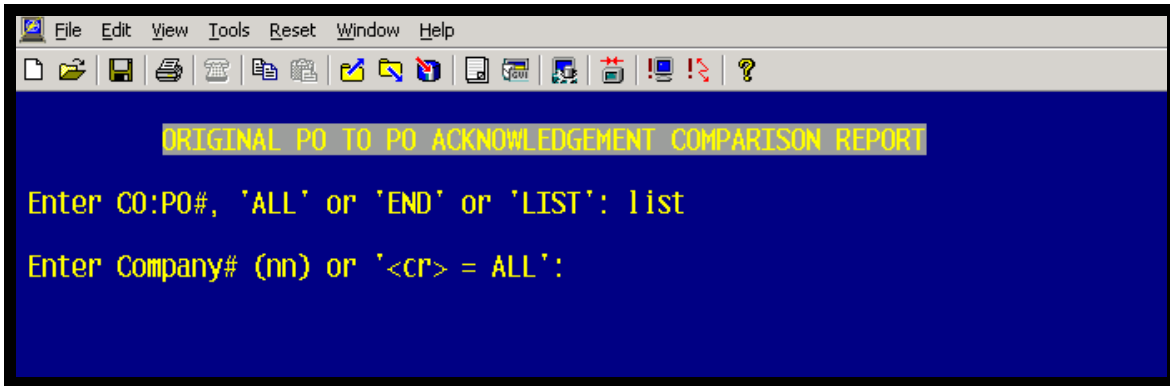 File Edit View Tools Reset Window Help
GUI
ORIGINAL PO TO PO ACKNOWLEDGEMENT COMPARISON REPORT
Enter CO:PO#, 'ALL' or 'END' or 'LIST': list
Enter Company# (nn) or '<cr> = ALL':